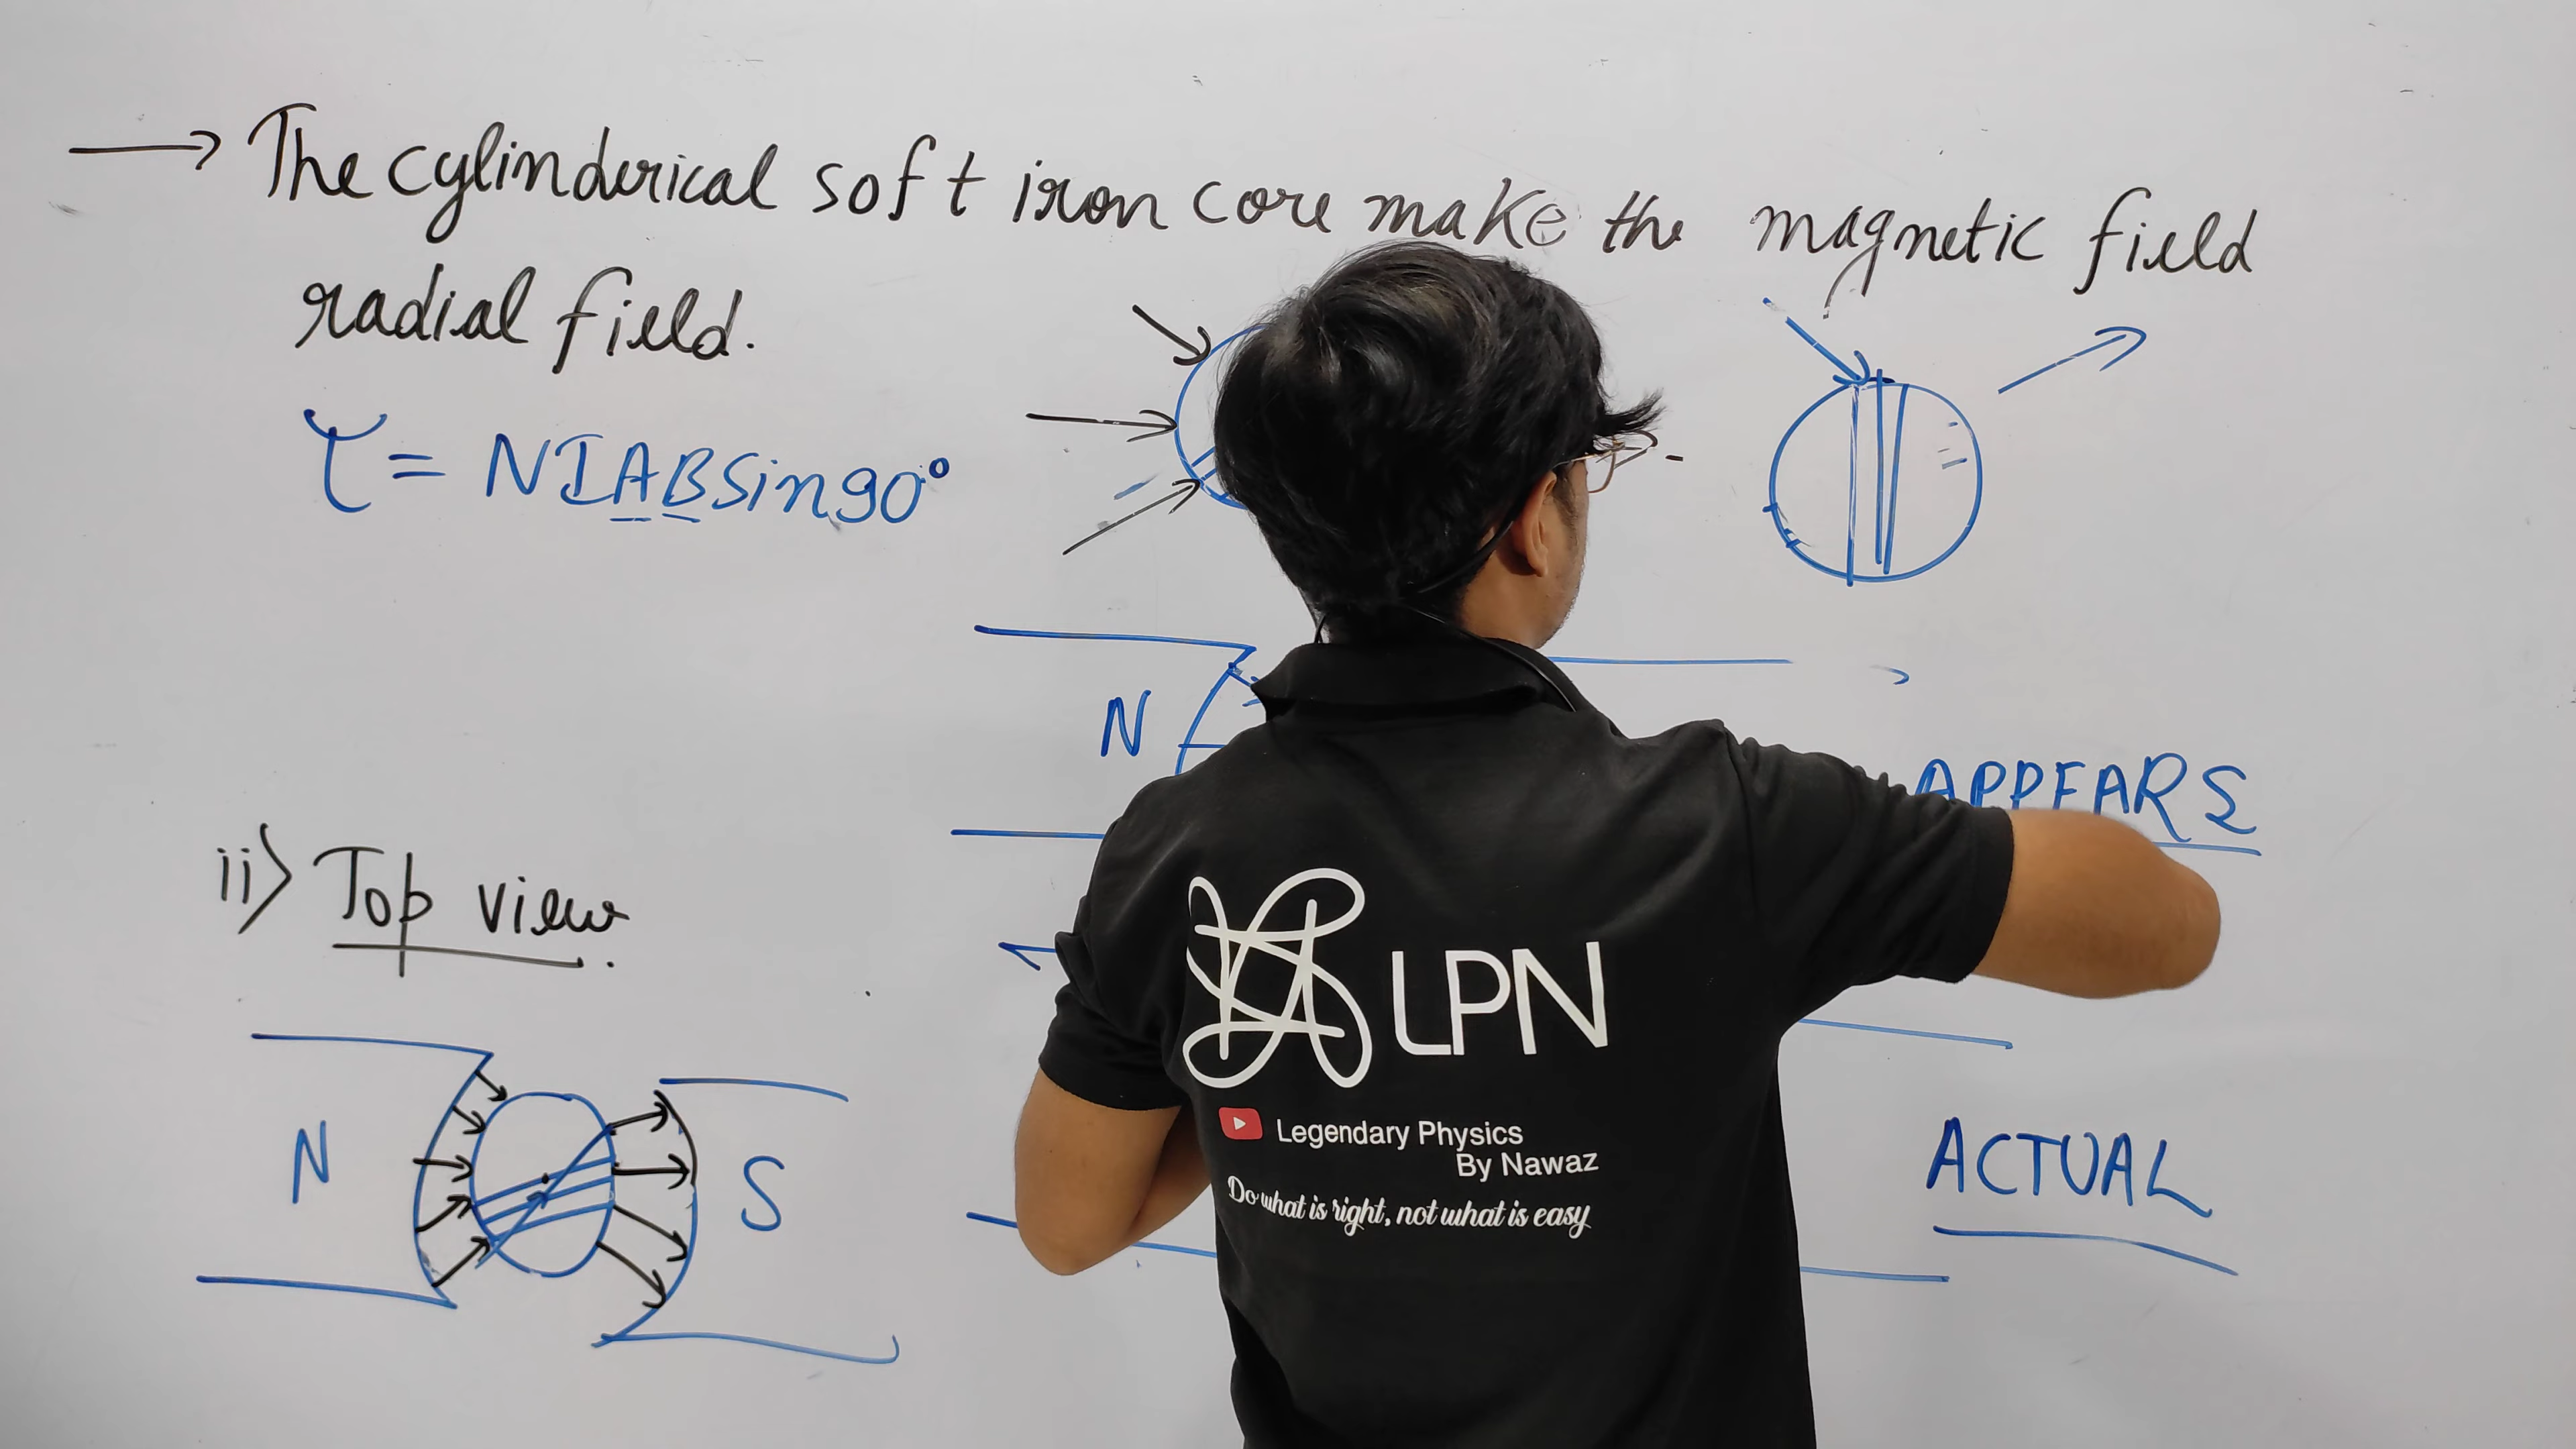 → The cylinderical soft iron core make the magnetic field
radial field.
τ = NIABSin90°
N
APPEARS
ii) Top view.
N
S
ACTUAL
LPN
Legendary Physics
By Nawaz
Do what is right, not what is easy